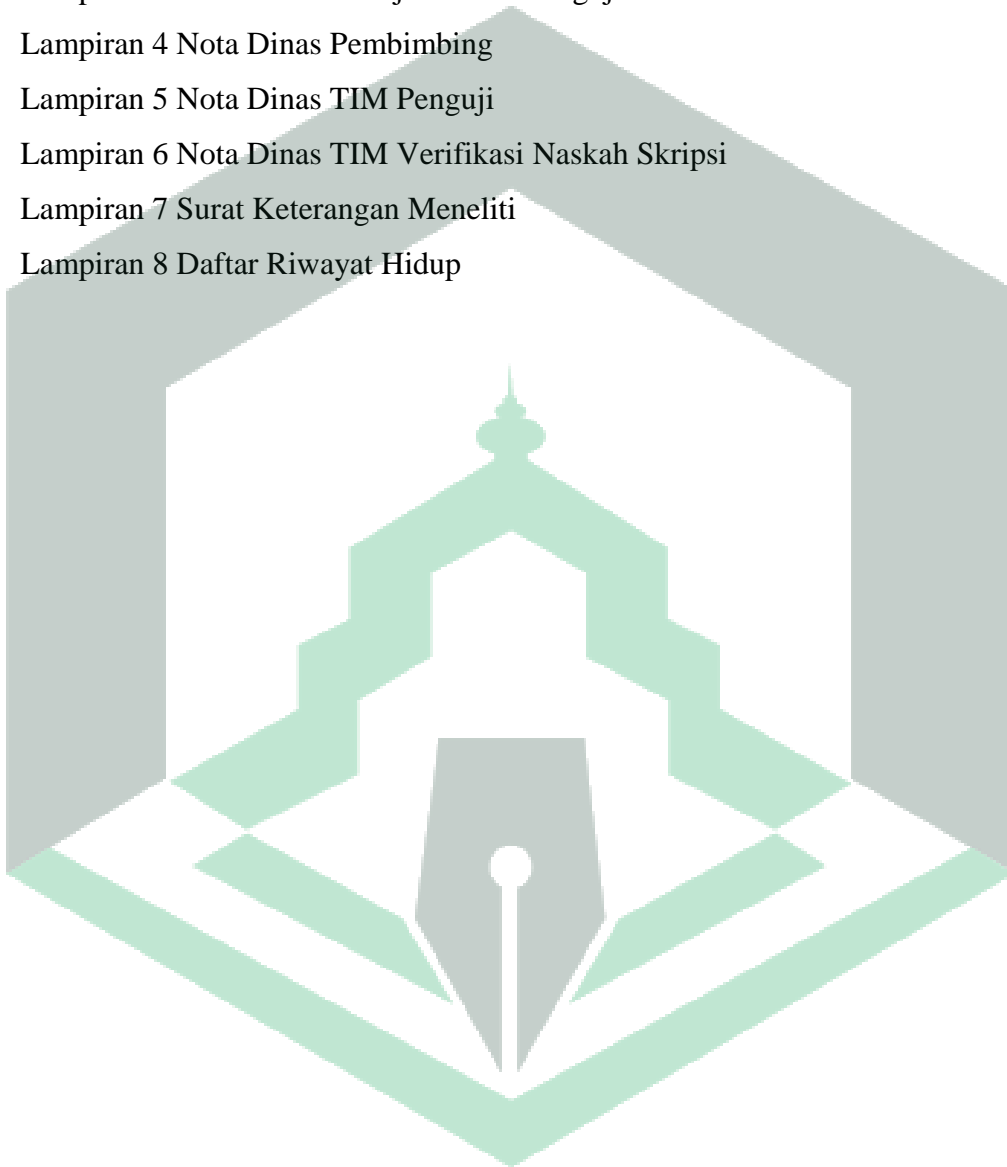 Lampiran 4 Nota Dinas Pembimbing
Lampiran 5 Nota Dinas TIM Penguji
Lampiran 6 Nota Dinas TIM Verifikasi Naskah Skripsi
Lampiran 7 Surat Keterangan Meneliti
Lampiran 8 Daftar Riwayat Hidup